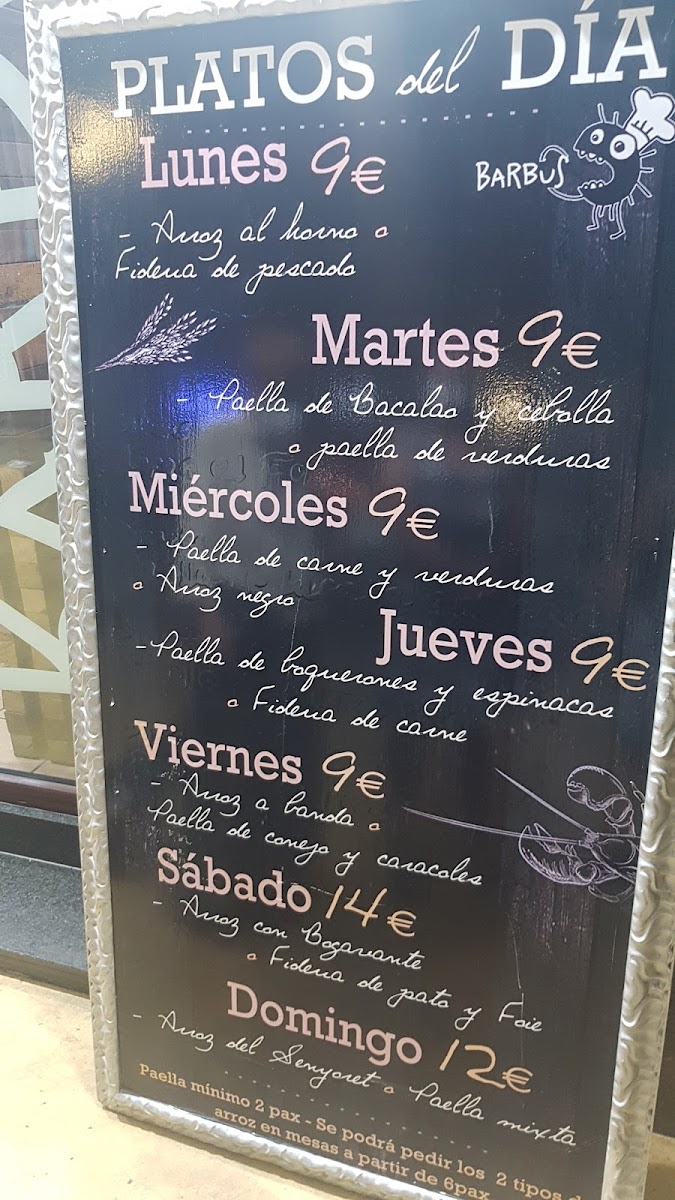 PLATOS del DÍA
Lunes 9€
BARBUS
- Arroz al horno o
Fideua de pescado
Martes 9€
- Paella de Bacalao y cebolla
o paella de verduras
Miércoles 9€
- Paella de carne y verduras
o Arroz negro
Jueves 9€
- Paella de boquerones y espinacas
o Fideua de carne
Viernes 9€
- Arroz a banda o
Paella de conejo y caracoles
Sábado 14€
- Arroz con Bogavante
o Fideua de pato y Foie
Domingo 12€
- Arroz del Senyoret o Paella mixta
Paella mínimo 2 pax - Se podrá pedir los 2 tipos
arroz en mesas a partir de 6pax